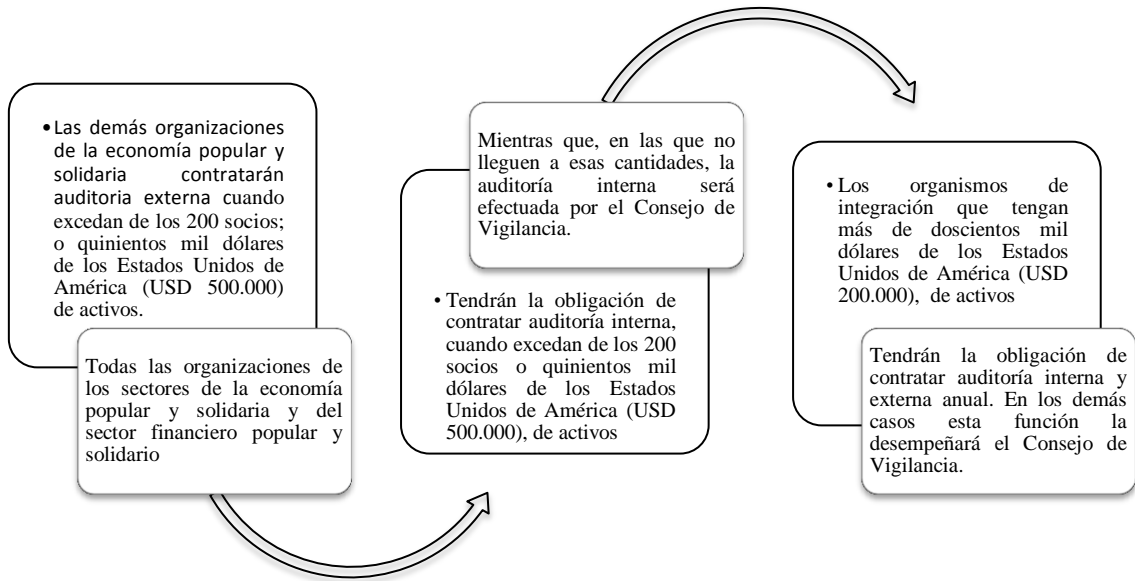 •Las demás organizaciones
de la economía popular y
solidaria contratarán
auditoria externa cuando
excedan de los 200 socios;
o quinientos mil dólares
de los Estados Unidos de
América (USD 500.000)
de activos.
Todas las organizaciones de
los sectores de la economía
popular y solidaria y del
sector financiero popular y
solidario
Mientras que, en las que no
lleguen a esas cantidades, la
auditoría interna será
efectuada por el Consejo de
Vigilancia.
• Tendrán la obligación de
contratar auditoría interna,
cuando excedan de los 200
socios o quinientos mil
dólares de los Estados
Unidos de América (USD
500.000), de activos
• Los organismos de
integración que tengan
más de doscientos mil
dólares de los Estados
Unidos de América (USD
200.000), de activos
Tendrán la obligación de
contratar auditoría interna y
externa anual. En los demás
casos esta función la
desempeñará el Consejo de
Vigilancia.